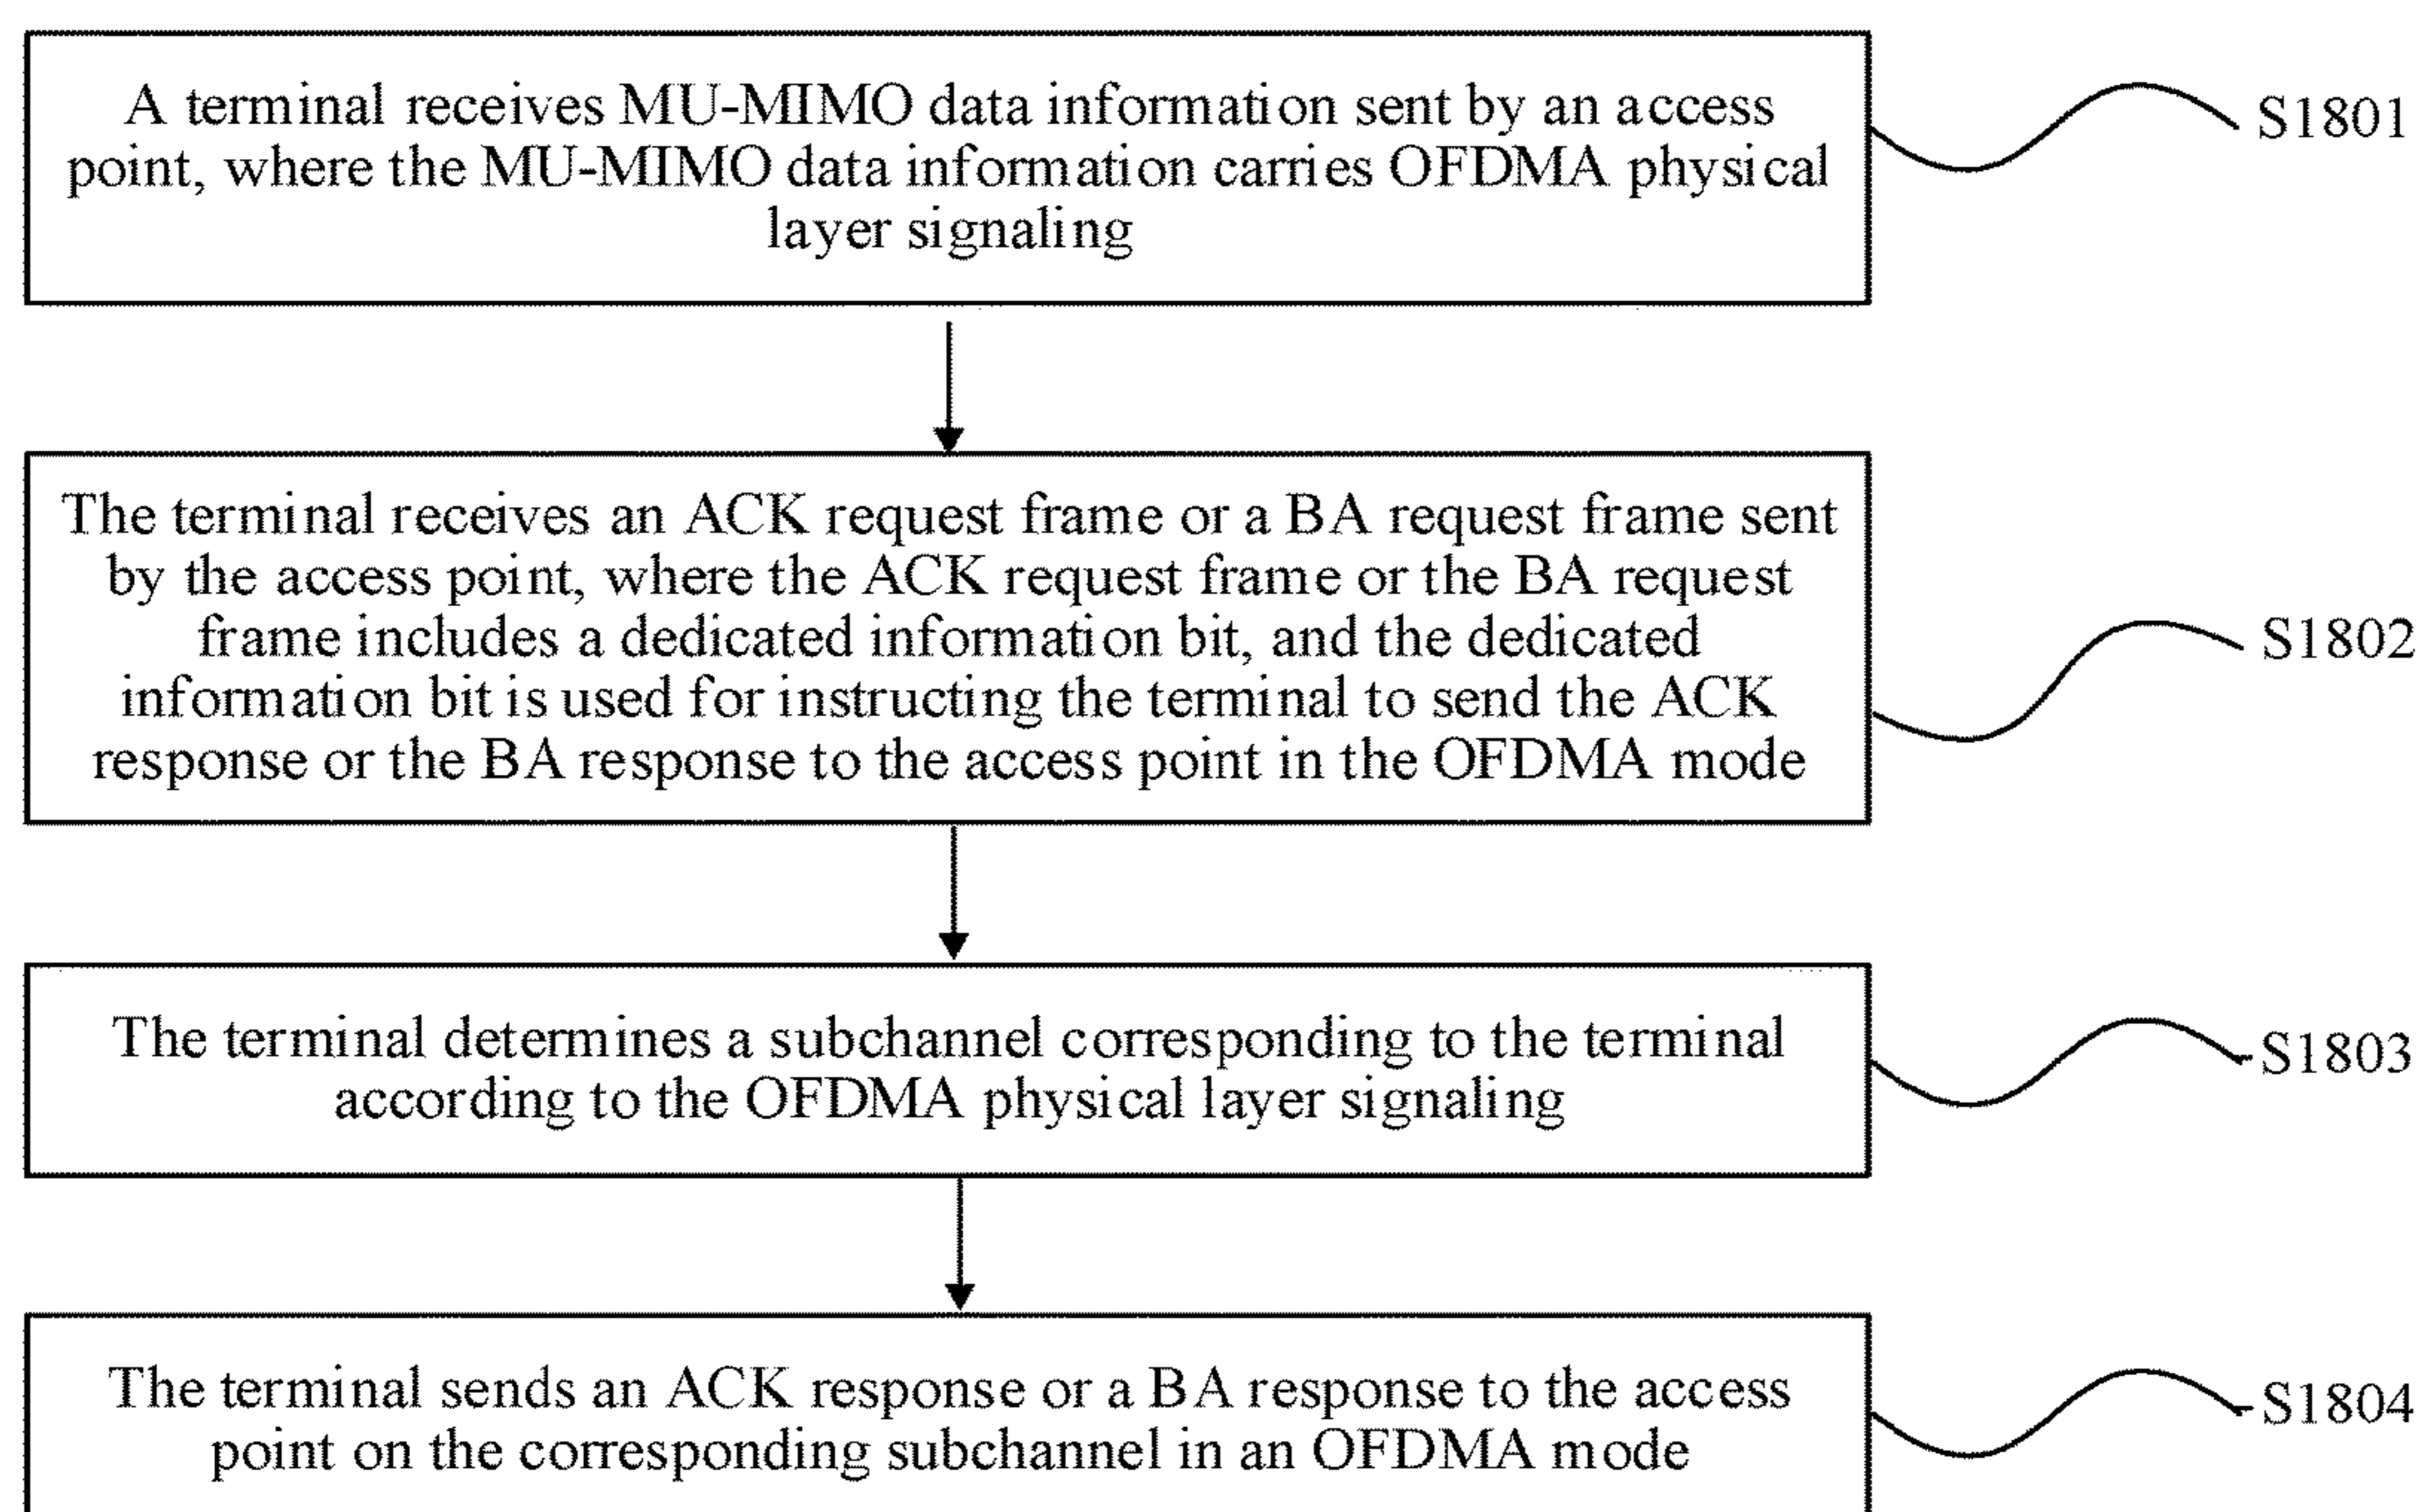 A terminal receives MU-MIMO data information sent by an access
point, where the MU-MIMO data information carries OFDMA physical
layer signaling
S1801
The terminal receives an ACK request frame or a BA request frame sent
by the access point, where the ACK request frame or the BA request
frame includes a dedicated information bit, and the dedicated
information bit is used for instructing the terminal to send the ACK
response or the BA response to the access point in the OFDMA mode
S1802
The terminal determines a subchannel corresponding to the terminal
according to the OFDMA physical layer signaling
S1803
The terminal sends an ACK response or a BA response to the access
point on the corresponding subchannel in an OFDMA mode
S1804